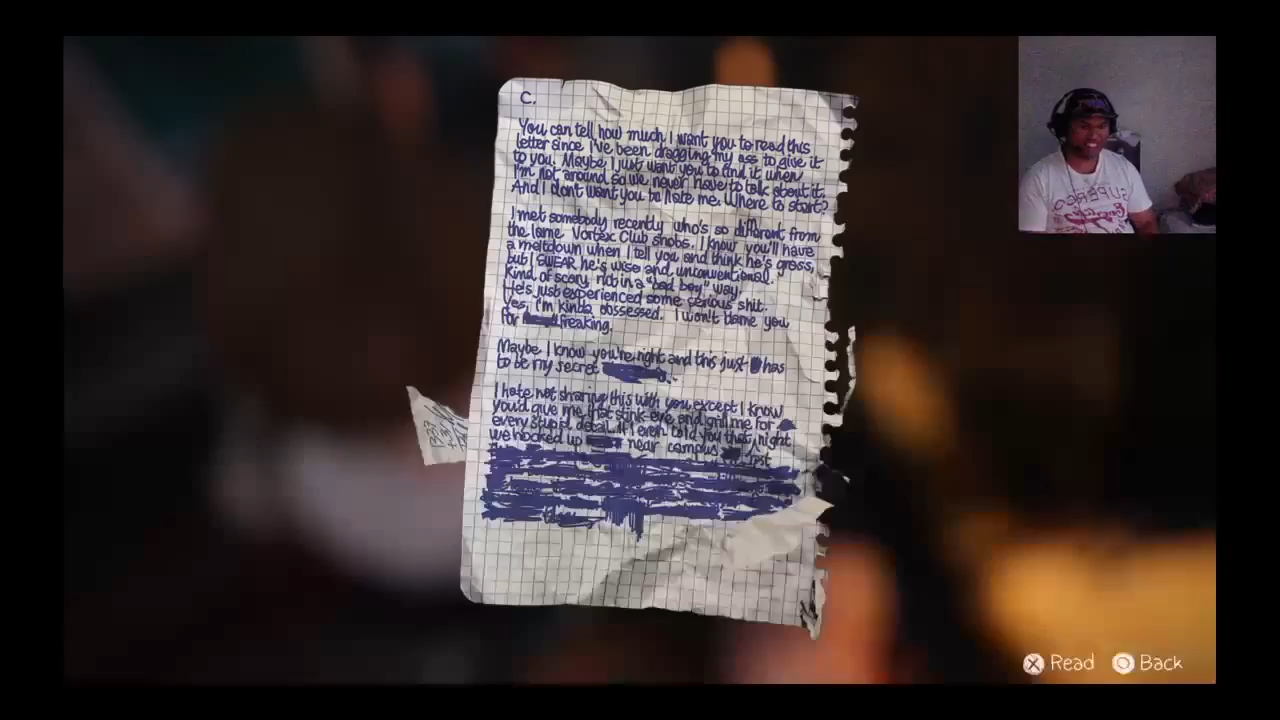 C.
You can tell how much I want you to read this
letter since I've been dragging my ass to give it
to you. Maybe I just want you to find it when
I'm not around so we never have to talk about it.
And I don't want you to hate me. Where to start?
I met somebody recently who's so different from
the lame Vortex Club snobs. I know you'll have
a meltdown when I tell you and think he's gross,
but I SWEAR he's wise and unconventional.
Kind of scary, not in a "bad boy" way.
He's just experienced some serious shit.
Yes, I'm kinda obsessed. I won't blame you
for freaking.
Maybe I know you're right and this just has
to be my secret
I hate not sharing this with you except I know
you'd give me that stink-eye and grill me for
every stupid detail. If I even told you that night
we hooked up near campus
Read
Back